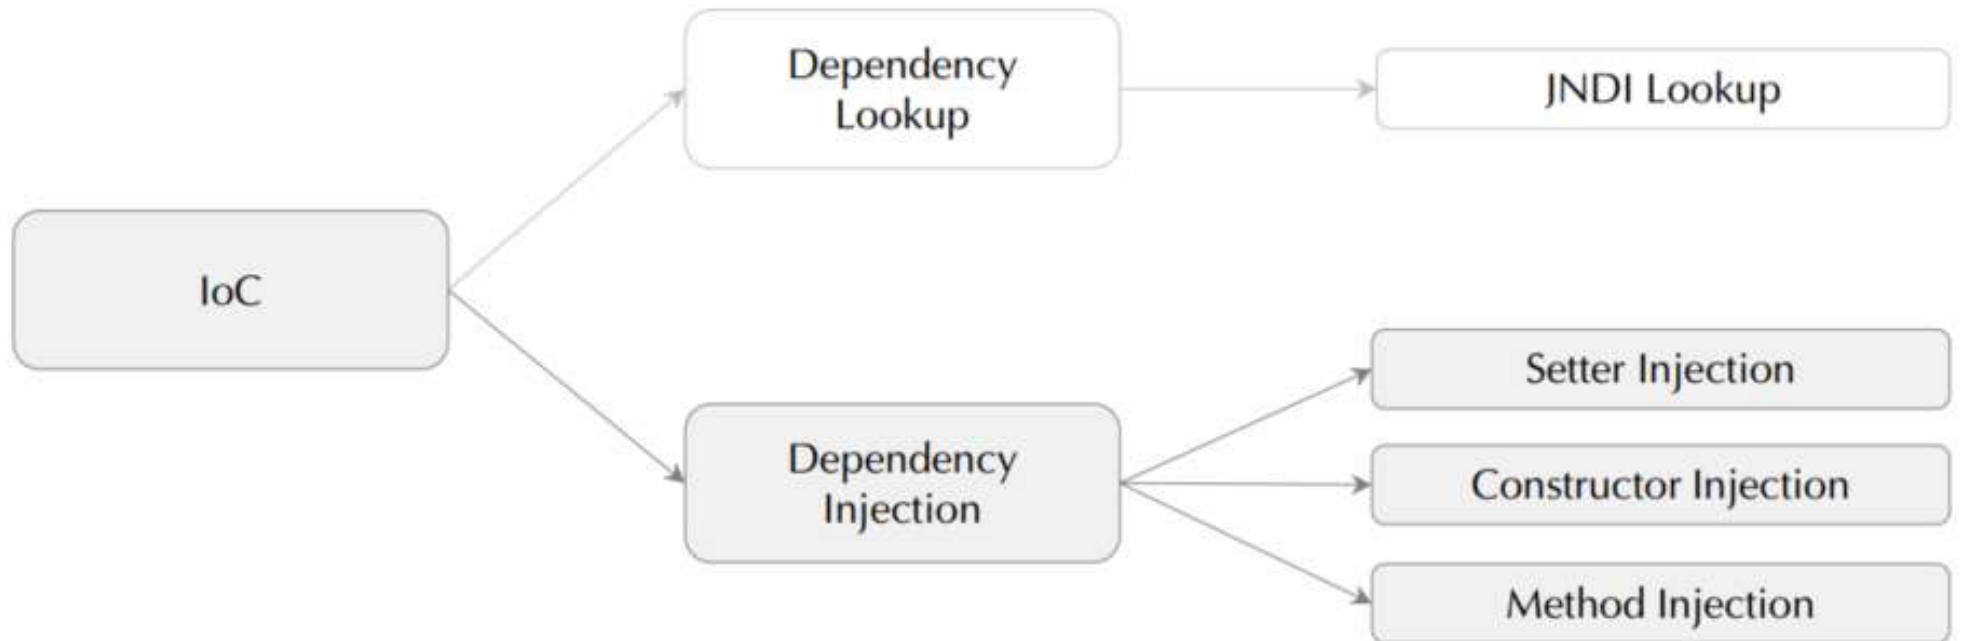 Dependency
Lookup
JNDI Lookup
IoC
Setter Injection
Dependency
Injection
Constructor Injection
Method Injection